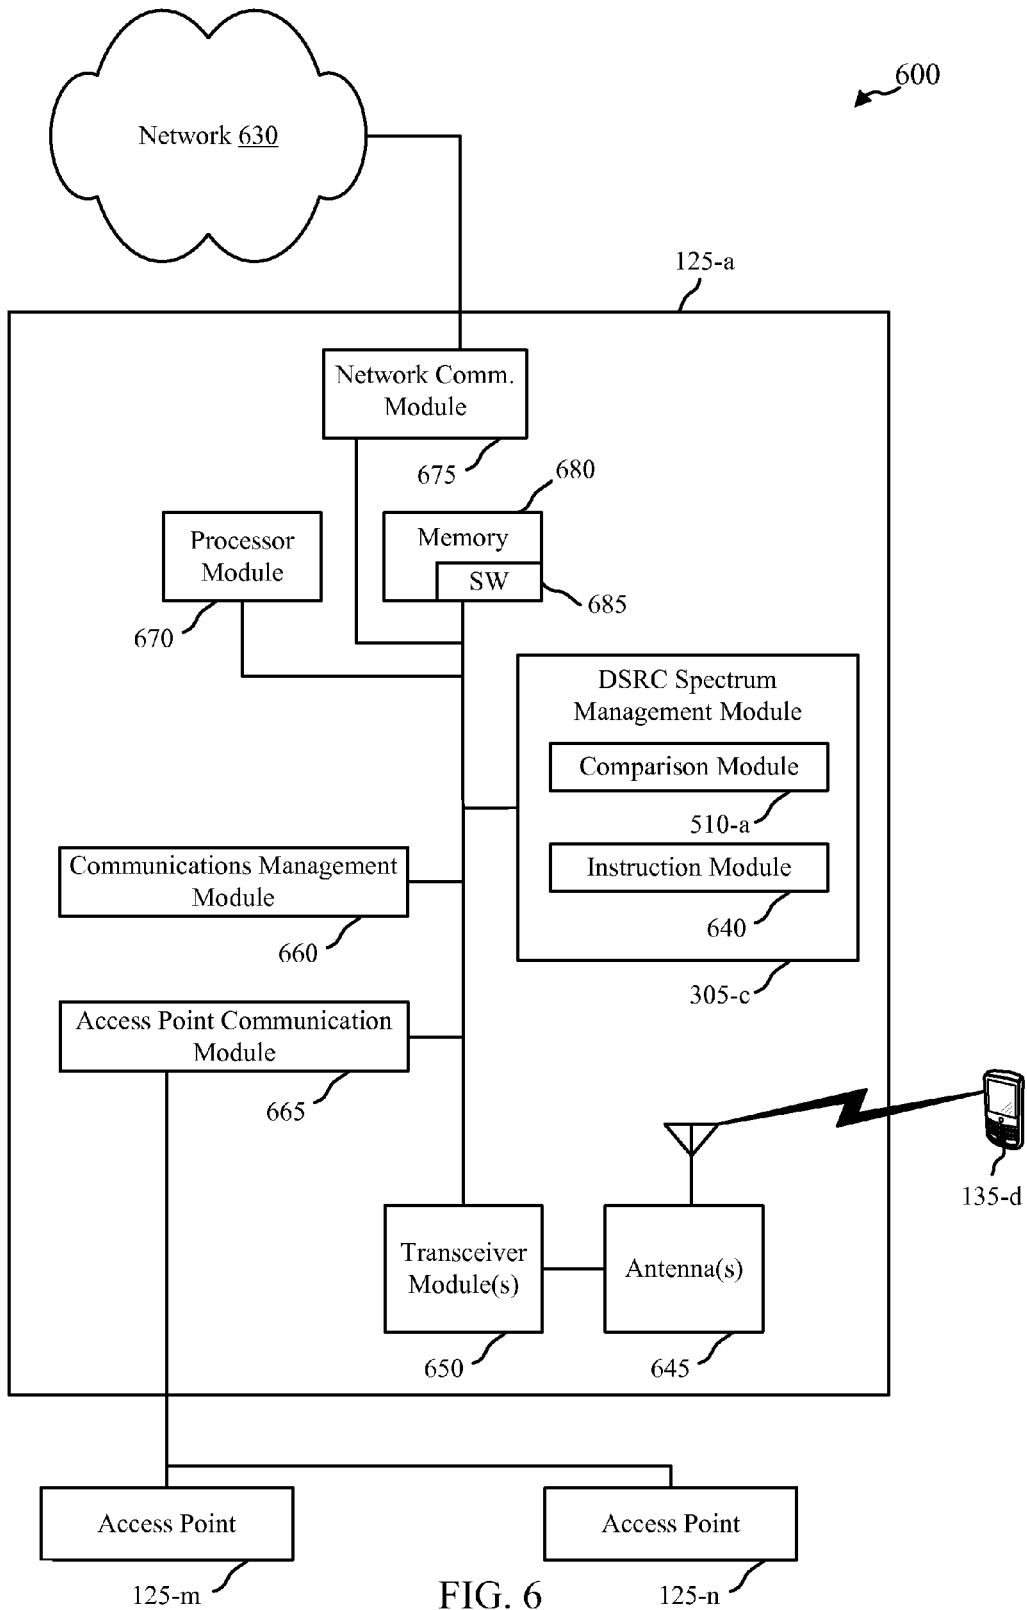 600
Network 630
125-a
Network Comm.
Module
675
680
Memory
SW
685
Processor
Module
670
DSRC Spectrum
Management Module
Comparison Module
510-a
Instruction Module
640
305-c
Communications Management
Module
660
Access Point Communication
Module
665
135-d
Transceiver
Module(s)
650
Antenna(s)
645
Access Point
125-m
Access Point
125-n
FIG. 6